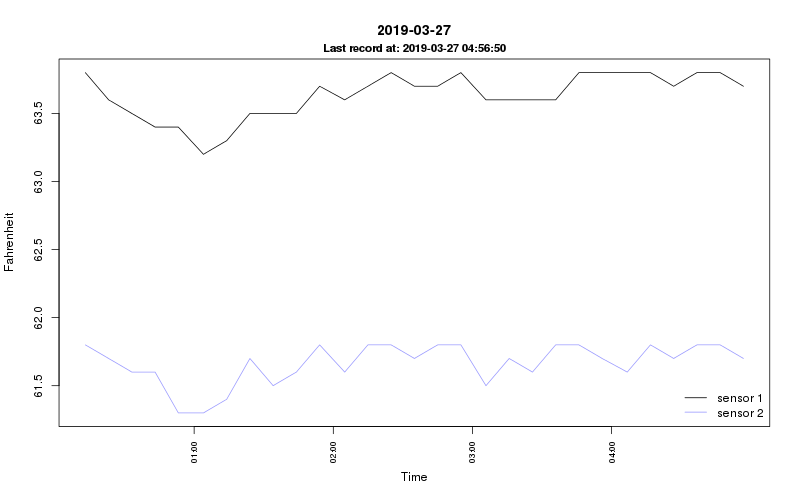 2019-03-27
Last record at: 2019-03-27 04:56:50
Fahrenheit
63.5
63.0
62.5
62.0
61.5
sensor 1
sensor 2
01:00
02:00
03:00
04:00
Time